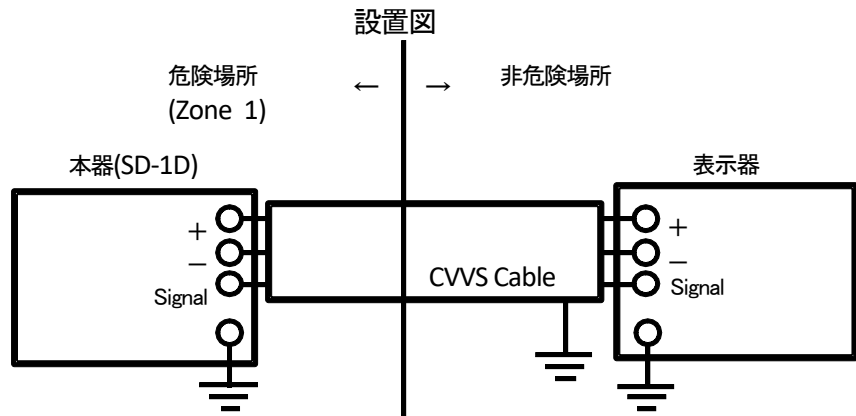 設置図
危険場所
(Zone 1)
← →
非危険場所
本器(SD-1D)
表示器
+
−
Signal
CVVS Cable
+
−
Signal